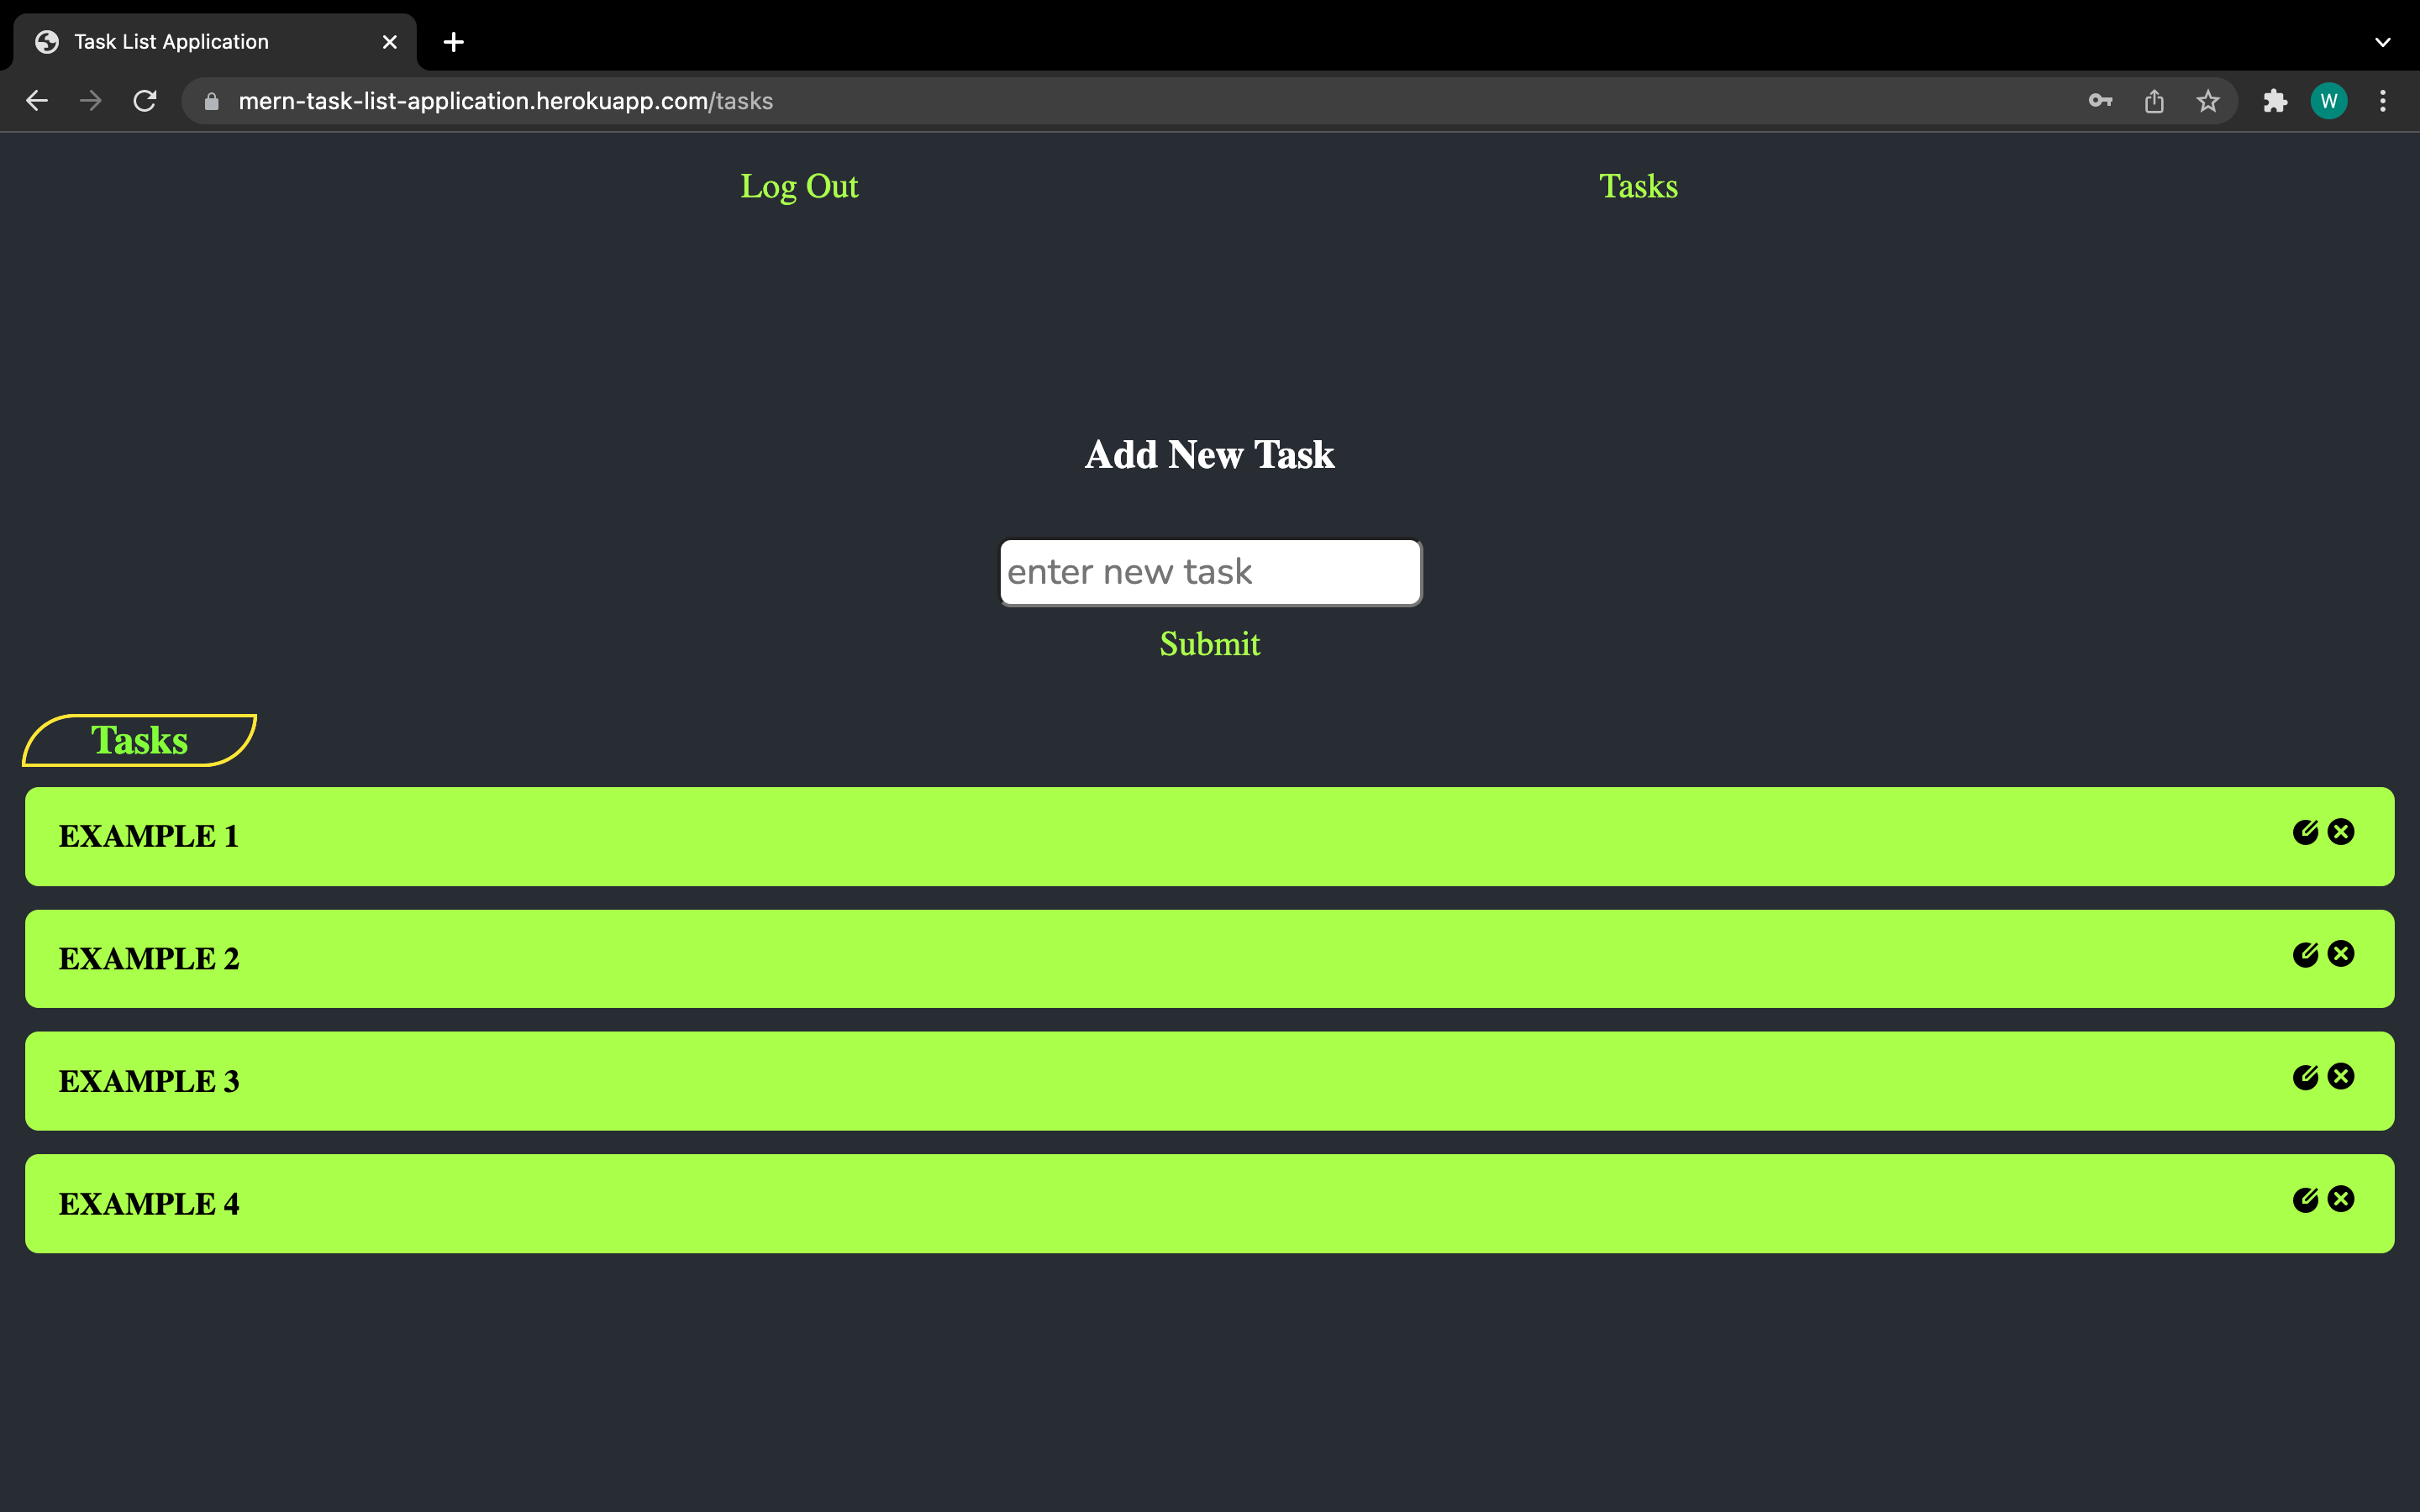 Task List Application
mern-task-list-application.herokuapp.com/tasks
W
Log Out
Tasks
Add New Task
enter new task
Submit
Tasks
EXAMPLE 1
EXAMPLE 2
EXAMPLE 3
EXAMPLE 4